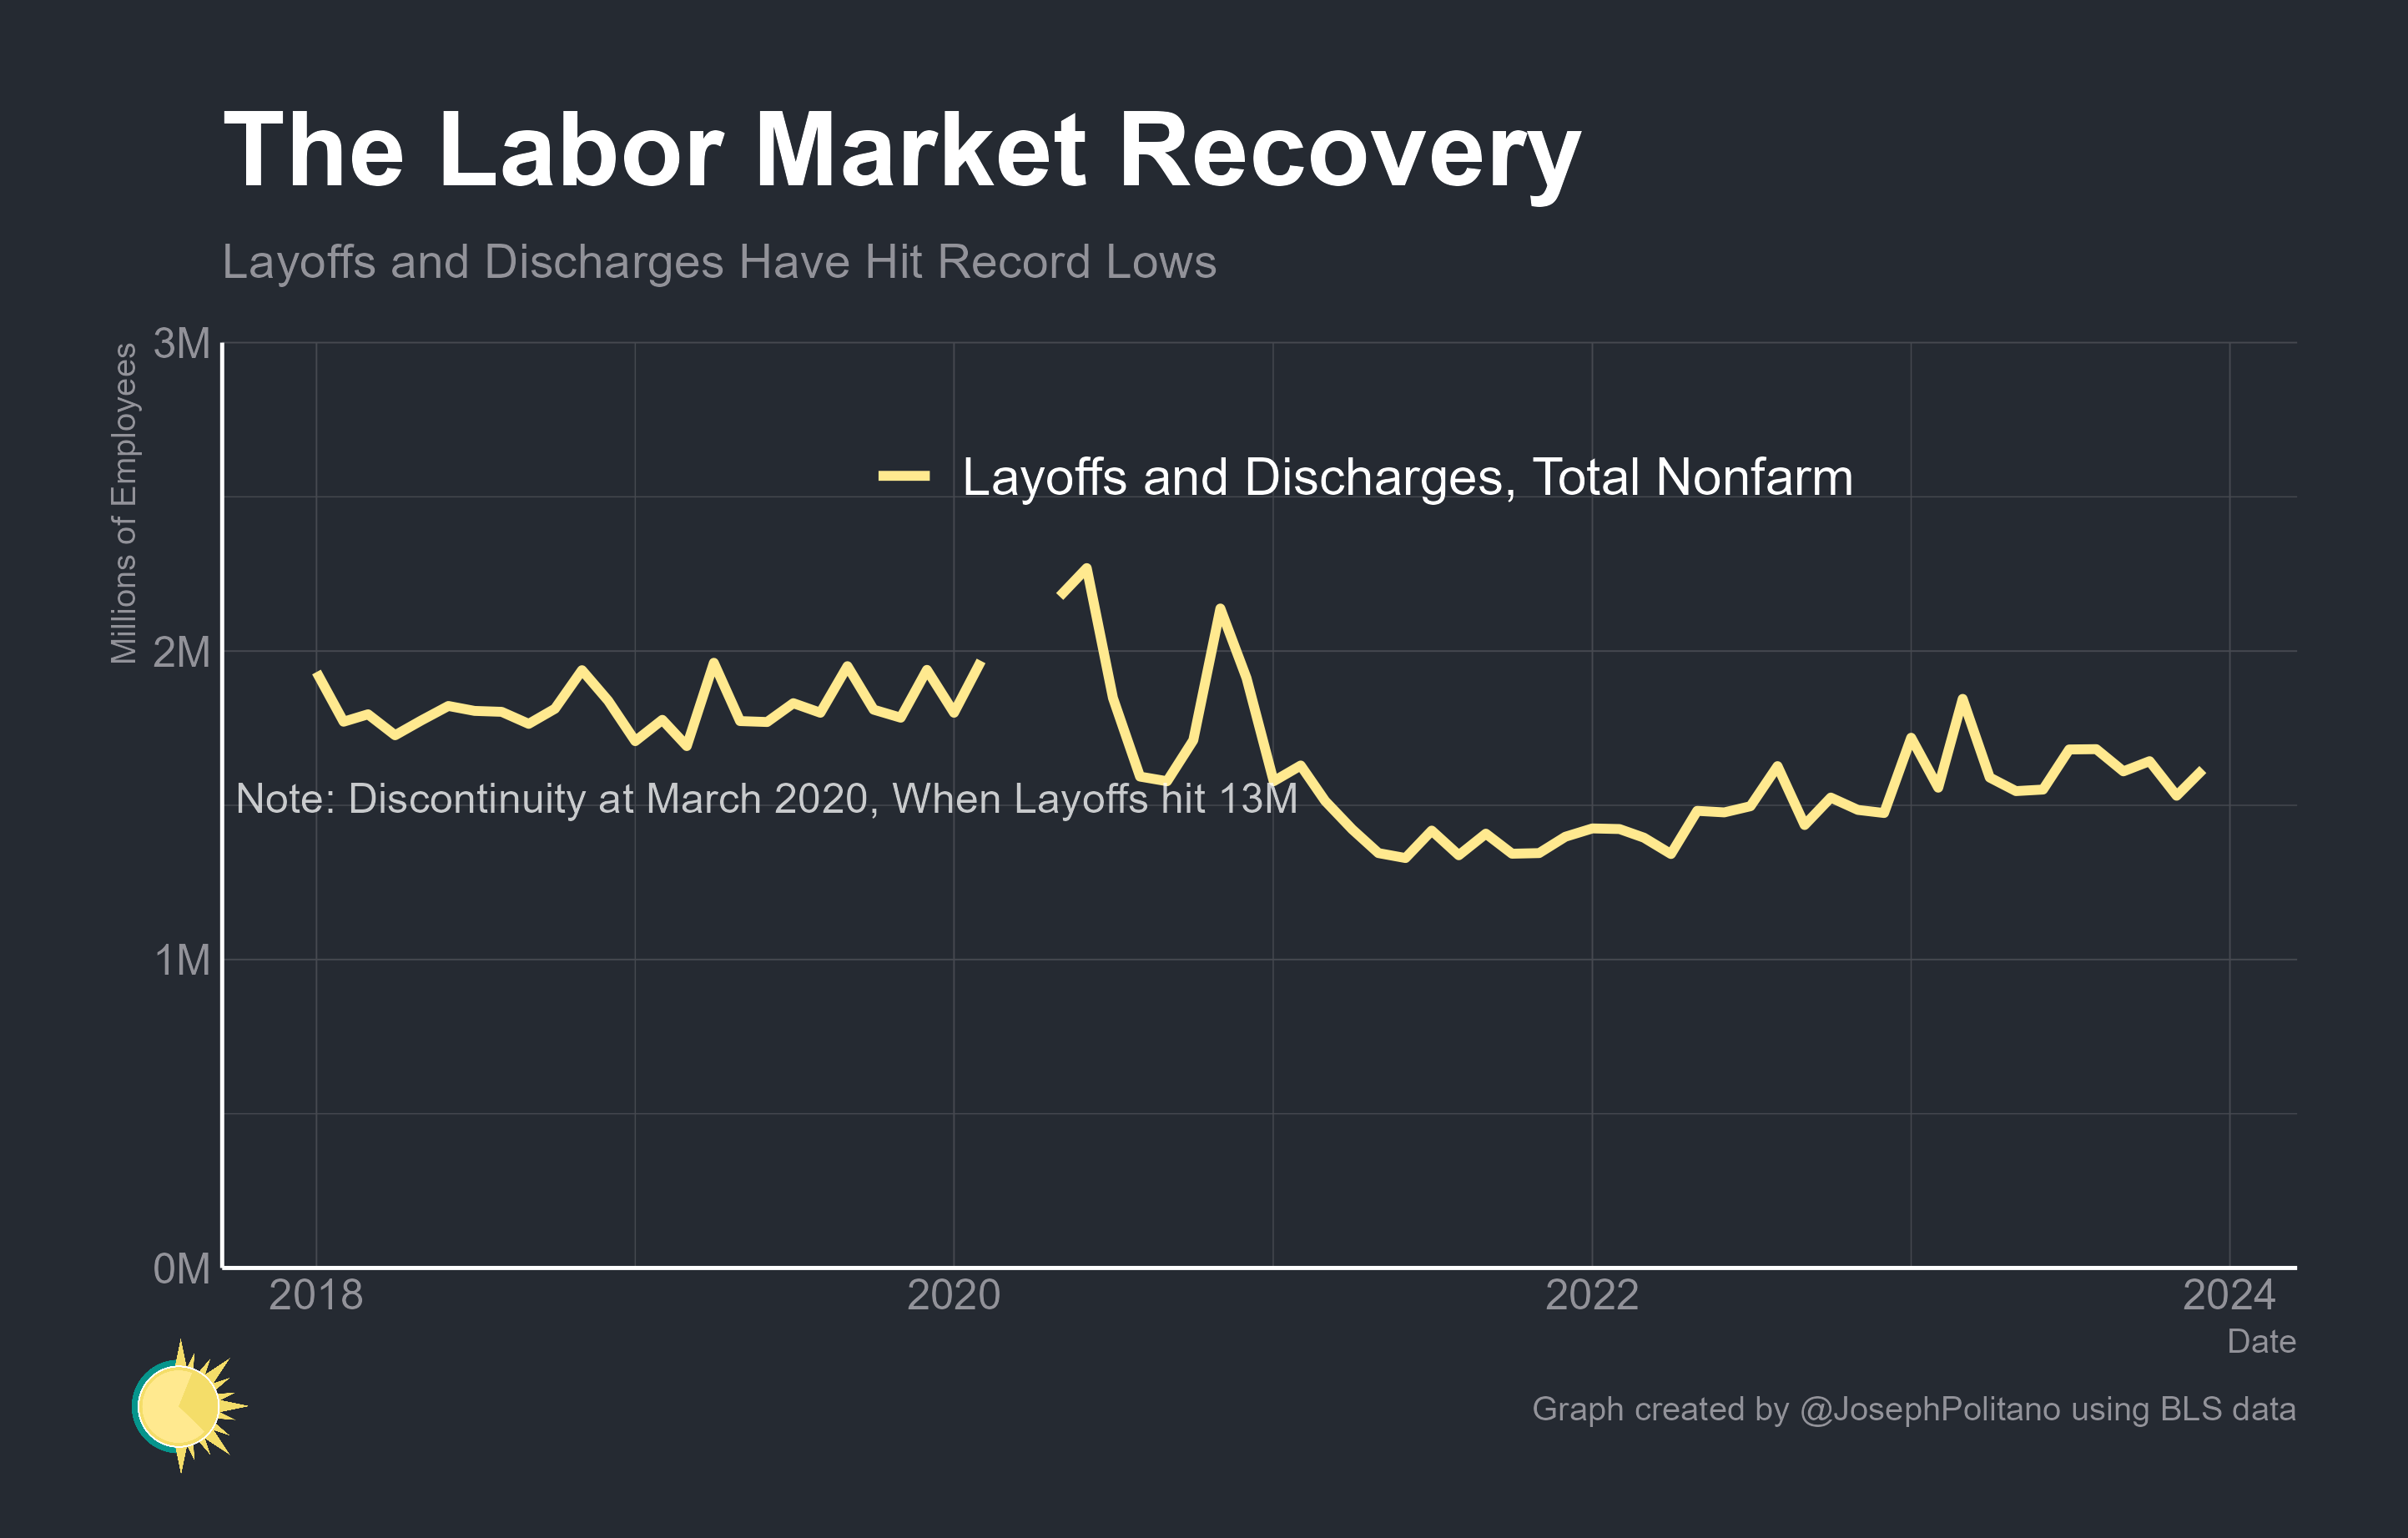 The Labor Market Recovery
Layoffs and Discharges Have Hit Record Lows
Millions of Employees
3M
2M
1M
0M
Layoffs and Discharges, Total Nonfarm
Note: Discontinuity at March 2020, When Layoffs hit 13M
2018
2020
2022
2024
Date
Graph created by @JosephPolitano using BLS data